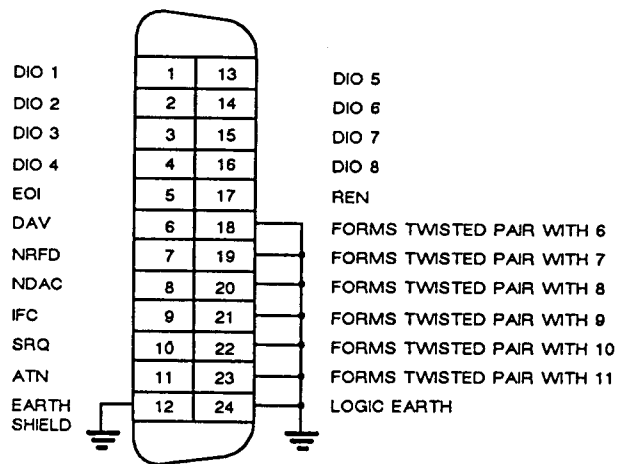 DIO 1 1 13 DIO 5
DIO 2 2 14 DIO 6
DIO 3 3 15 DIO 7
DIO 4 4 16 DIO 8
EOI 5 17 REN
DAV 6 18 FORMS TWISTED PAIR WITH 6
NRFD 7 19 FORMS TWISTED PAIR WITH 7
NDAC 8 20 FORMS TWISTED PAIR WITH 8
IFC 9 21 FORMS TWISTED PAIR WITH 9
SRQ 10 22 FORMS TWISTED PAIR WITH 10
ATN 11 23 FORMS TWISTED PAIR WITH 11
EARTH 12 24 LOGIC EARTH
SHIELD